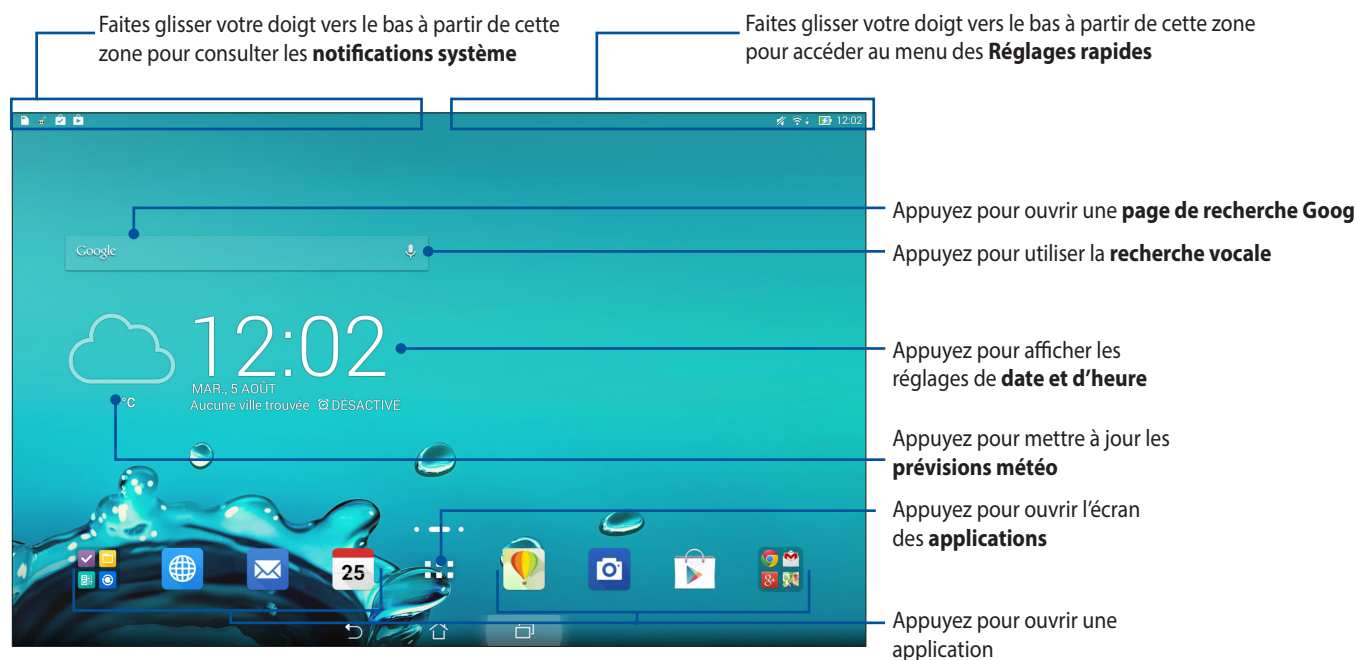 Faites glisser votre doigt vers le bas à partir de cette
zone pour consulter les notifications système
Faites glisser votre doigt vers le bas à partir de cette zone
pour accéder au menu des Réglages rapides
12:02
Google
Appuyez pour ouvrir une page de recherche Goog
Appuyez pour utiliser la recherche vocale
12:02
MAR., 5 AOÛT
Aucune ville trouvée DÉSACTIVÉ
°C
Appuyez pour afficher les
réglages de date et d’heure
Appuyez pour mettre à jour les
prévisions météo
Appuyez pour ouvrir l’écran
des applications
25
Appuyez pour ouvrir une
application